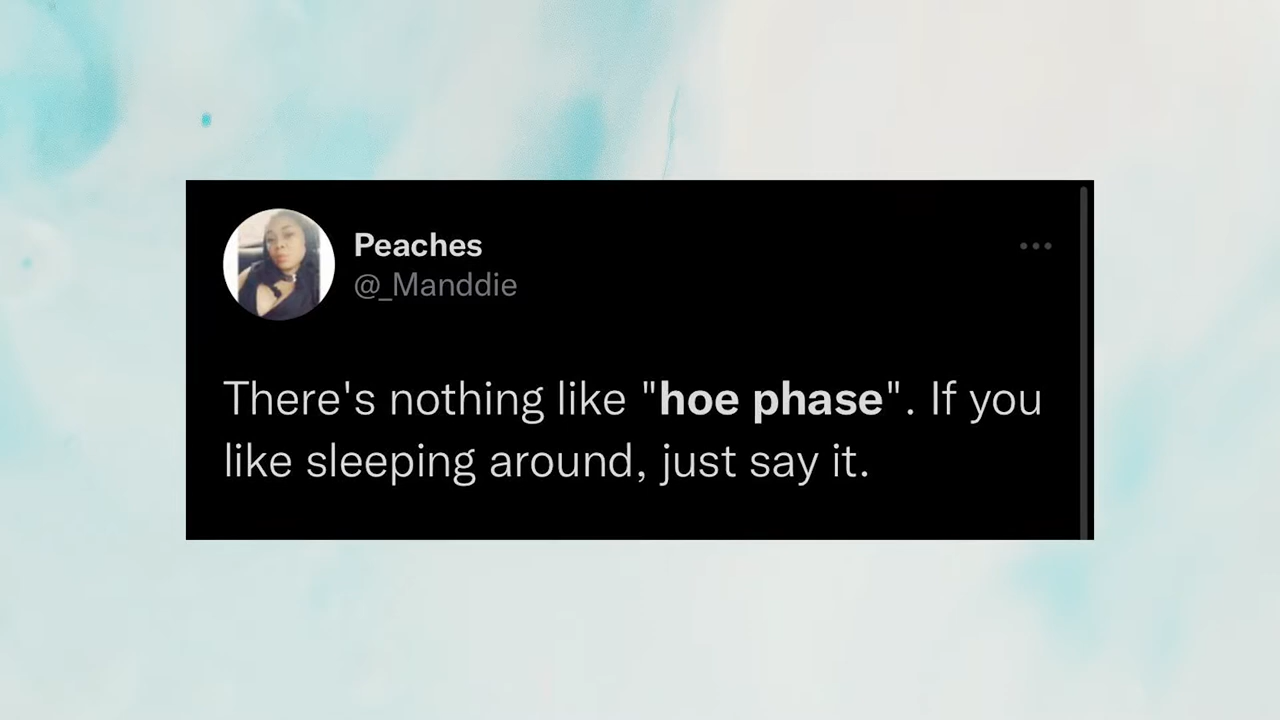 Peaches
@_Manddie
There's nothing like "hoe phase". If you
like sleeping around, just say it.